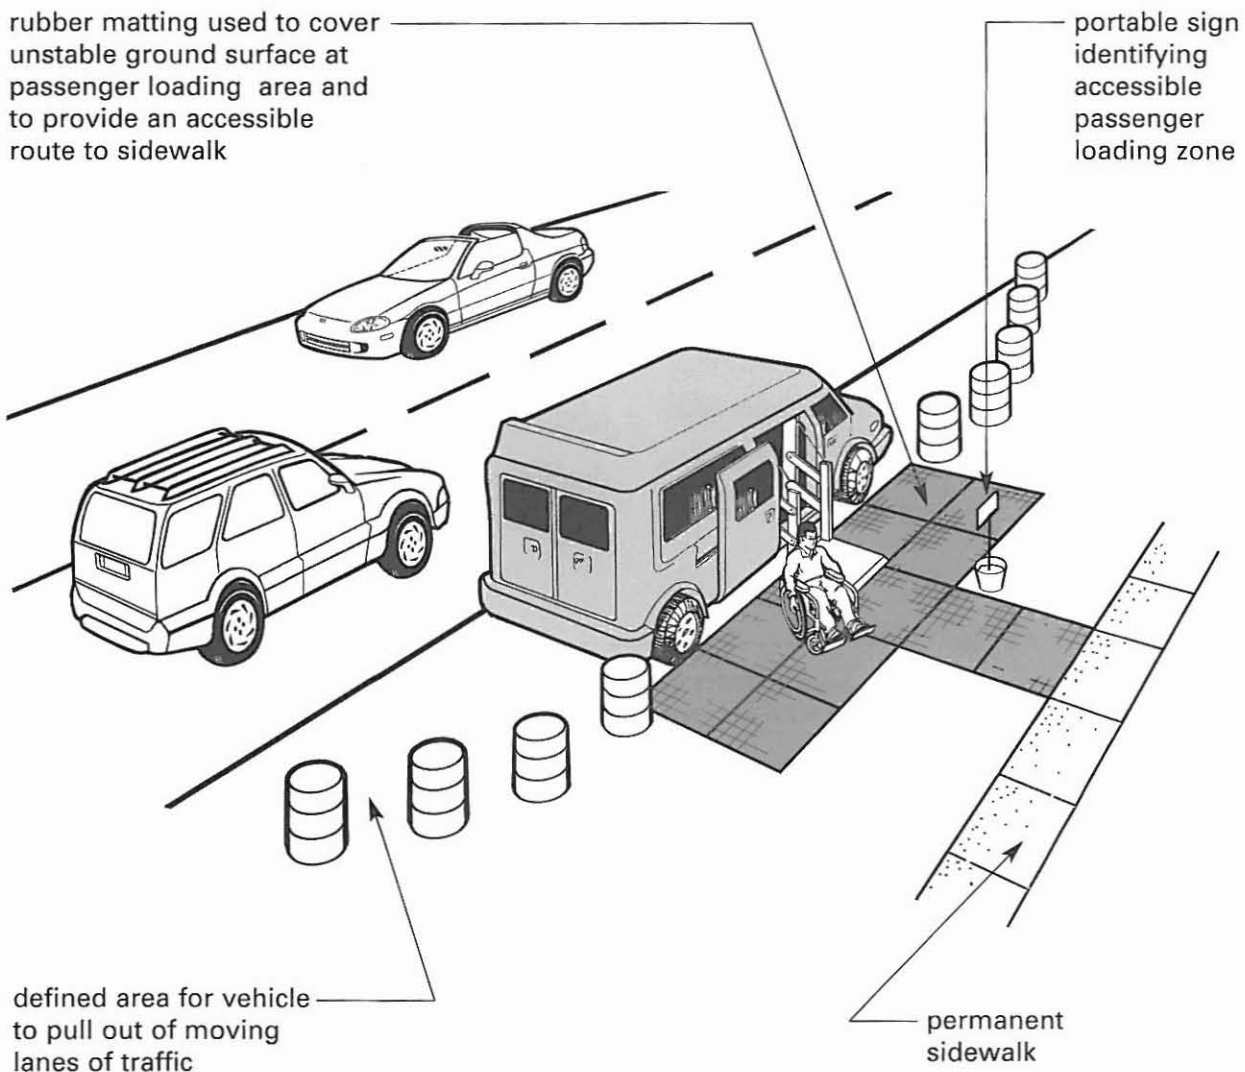 rubber matting used to cover
unstable ground surface at
passenger loading area and
to provide an accessible
route to sidewalk
portable sign
identifying
accessible
passenger
loading zone
defined area for vehicle
to pull out of moving
lanes of traffic
permanent
sidewalk